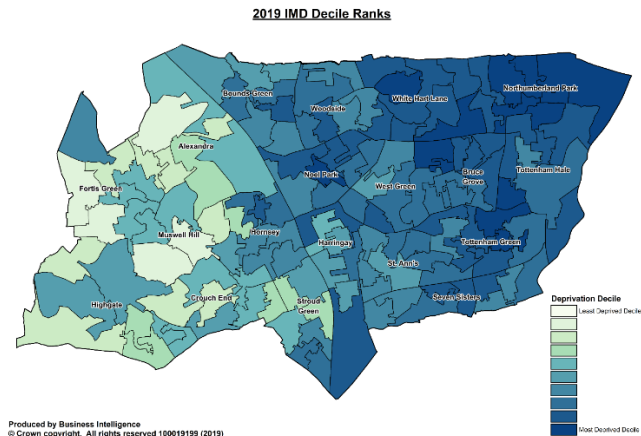 2019 IMD Decile Ranks
Bounds Green
Woodside
White Hart Lane
Northumberland Park
Alexandra
Noel Park
West Green
Bruce
Grove
Tottenham Hale
Fortis Green
Muswell Hill
Hornsey
Harringay
Tottenham Green
St. Ann's
Highgate
Crouch End
Stroud
Green
Seven Sisters
Deprivation Decile
Least Deprived Decile
Most Deprived Decile
Produced by Business Intelligence
© Crown copyright. All rights reserved 100019199 (2019)